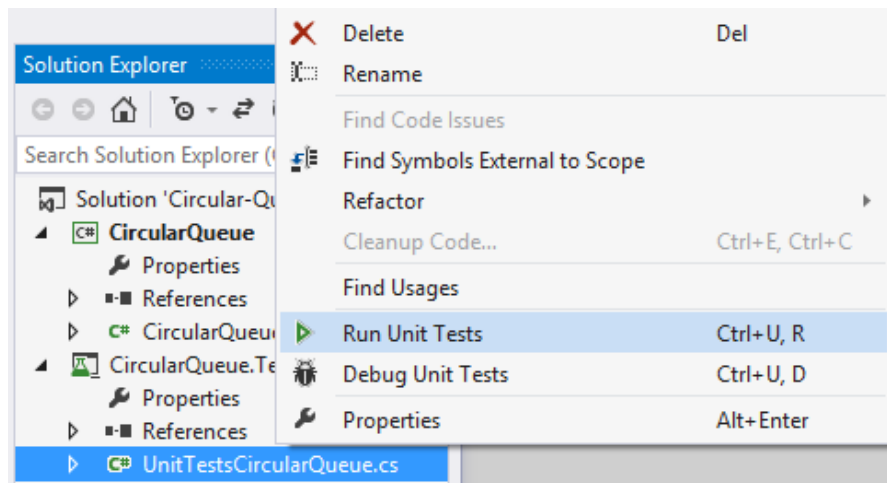 Delete Del
Solution Explorer
Rename
Find Code Issues
Search Solution Explorer (
Find Symbols External to Scope
Solution 'Circular-Qu
Refactor
C# CircularQueue
Cleanup Code... Ctrl+E, Ctrl+C
Properties
References
Find Usages
C# CircularQueue
Run Unit Tests Ctrl+U, R
CircularQueue.Te
Debug Unit Tests Ctrl+U, D
Properties
Properties Alt+Enter
References
C# UnitTestsCircularQueue.cs